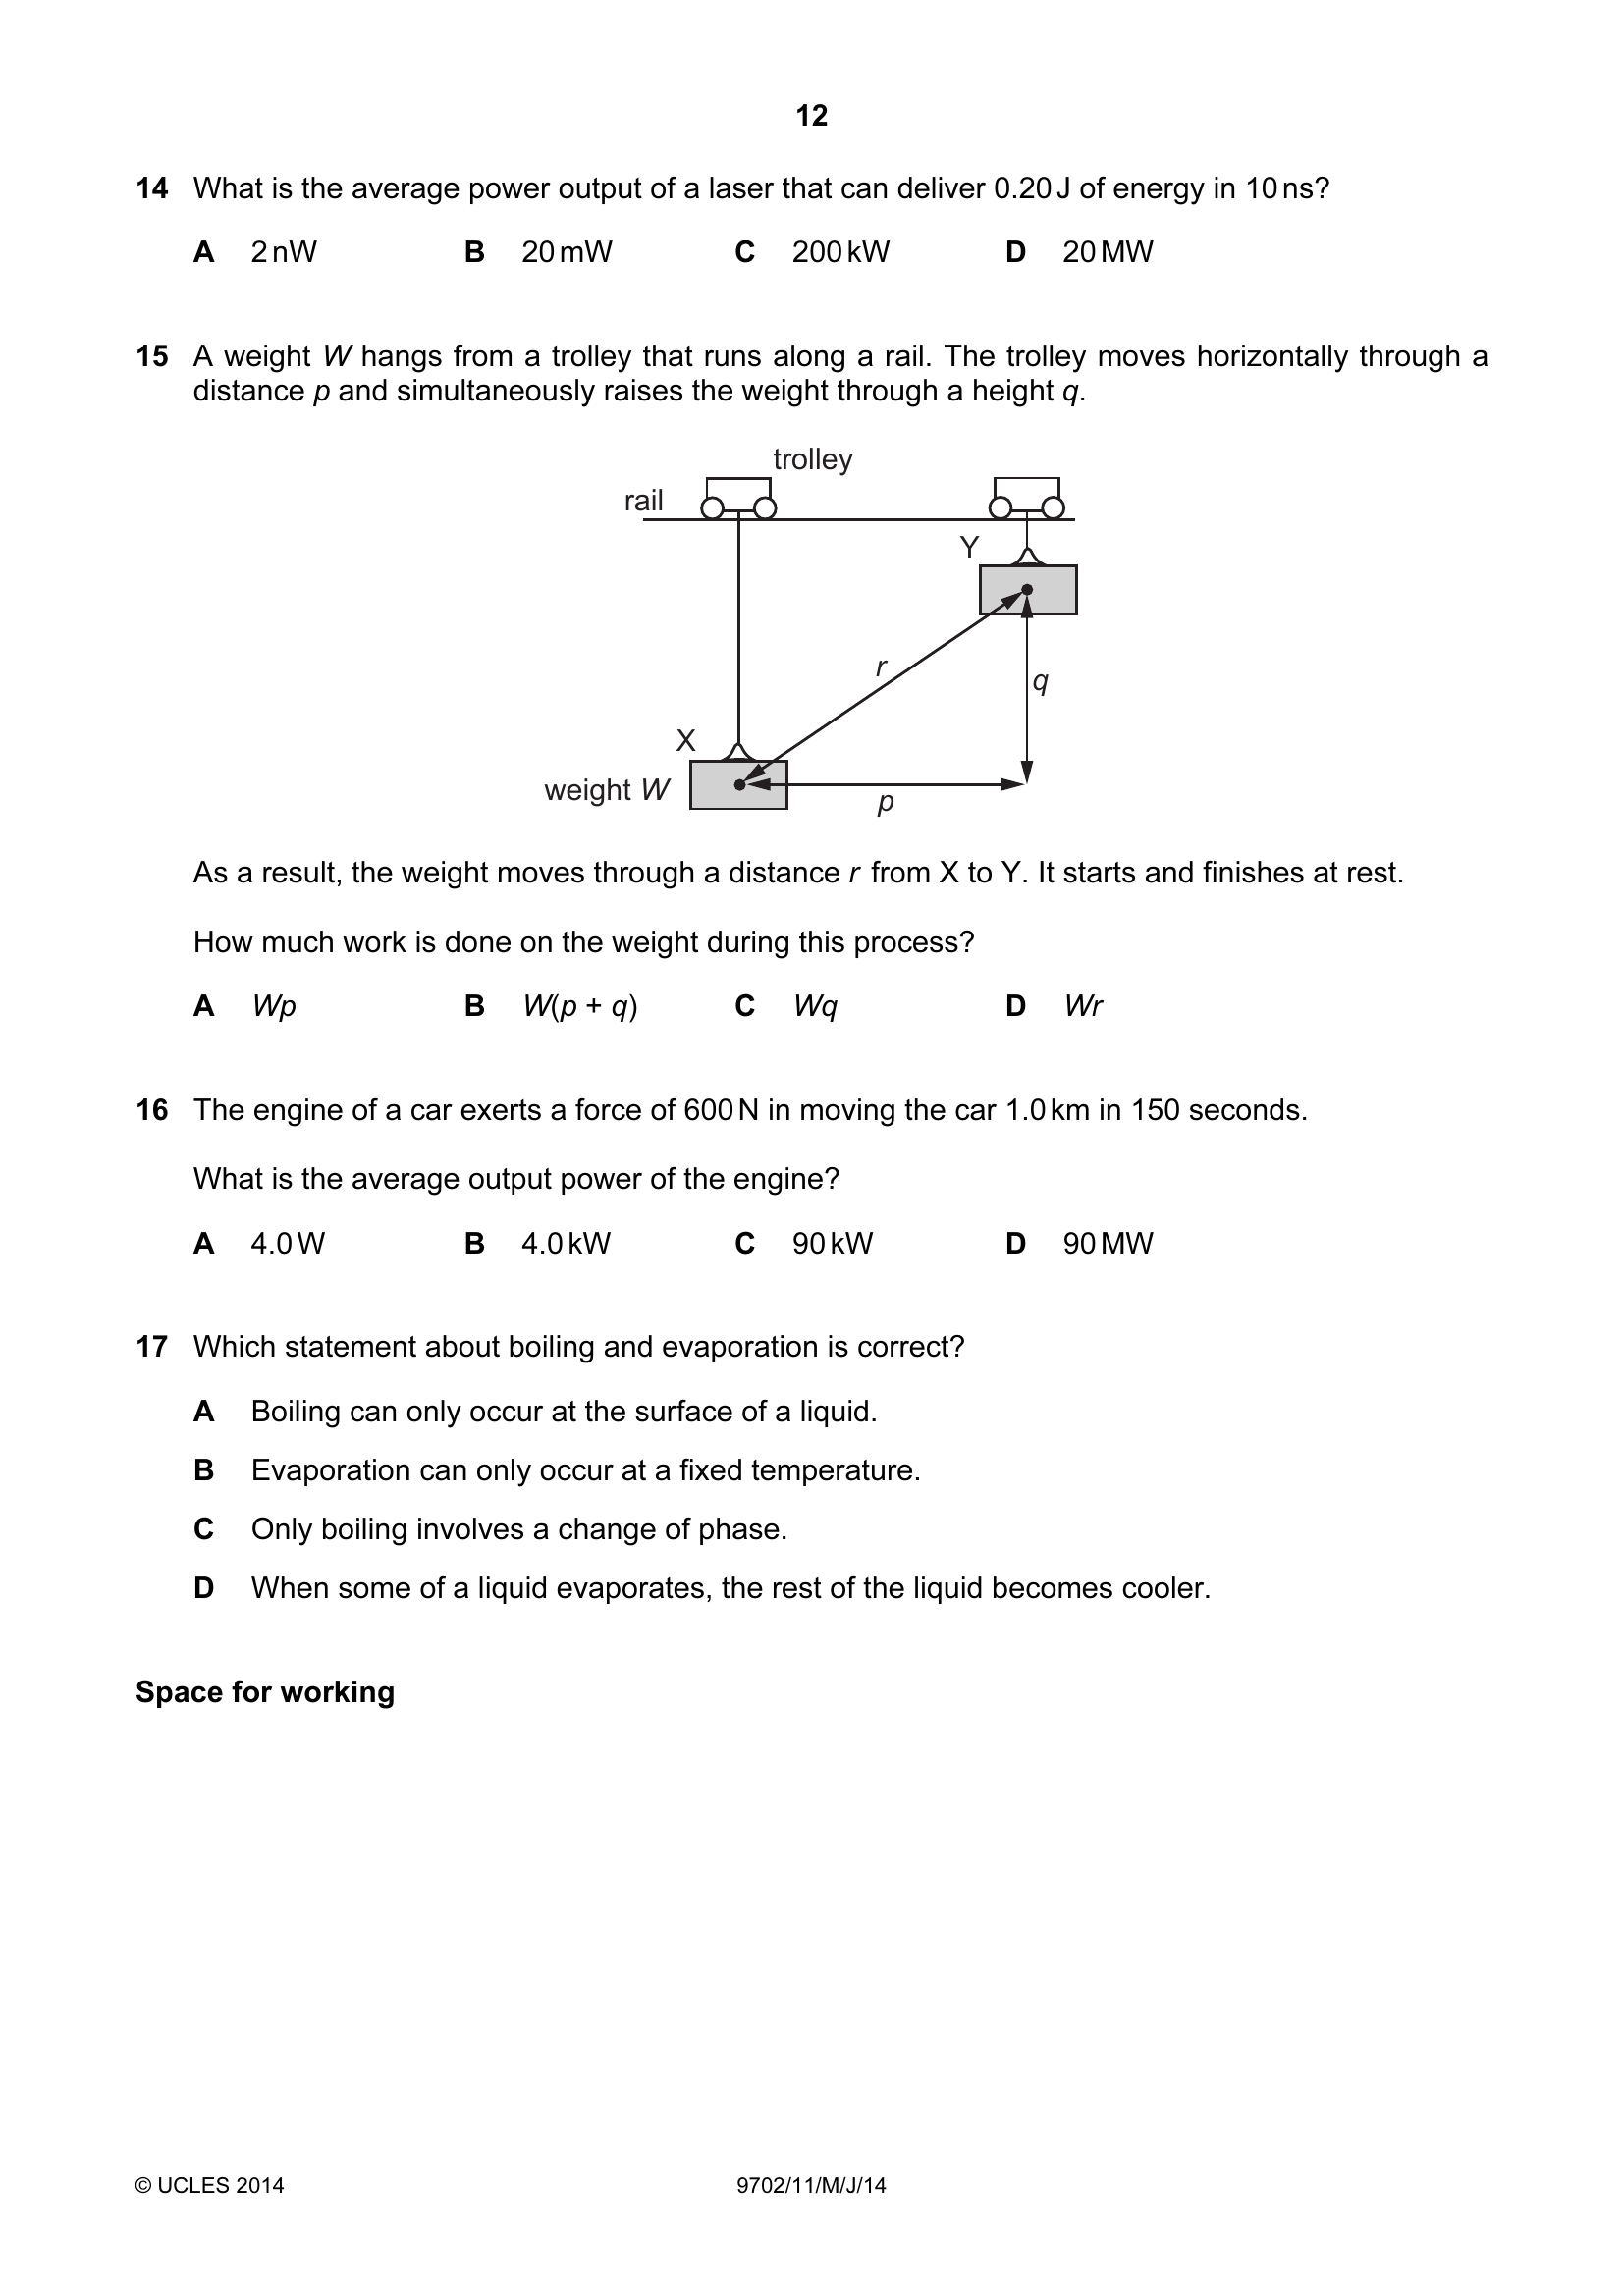 12
14 What is the average power output of a laser that can deliver 0.20 J of energy in 10 ns?
A 2 nW B 20 mW C 200 kW D 20 MW
15 A weight W hangs from a trolley that runs along a rail. The trolley moves horizontally through a
distance p and simultaneously raises the weight through a height q.
trolley
rail
Y
r
q
X
weight W
p
As a result, the weight moves through a distance r from X to Y. It starts and finishes at rest.
How much work is done on the weight during this process?
A Wp B W(p + q) C Wq D Wr
16 The engine of a car exerts a force of 600 N in moving the car 1.0 km in 150 seconds.
What is the average output power of the engine?
A 4.0 W B 4.0 kW C 90 kW D 90 MW
17 Which statement about boiling and evaporation is correct?
A Boiling can only occur at the surface of a liquid.
B Evaporation can only occur at a fixed temperature.
C Only boiling involves a change of phase.
D When some of a liquid evaporates, the rest of the liquid becomes cooler.
Space for working
© UCLES 2014 9702/11/M/J/14